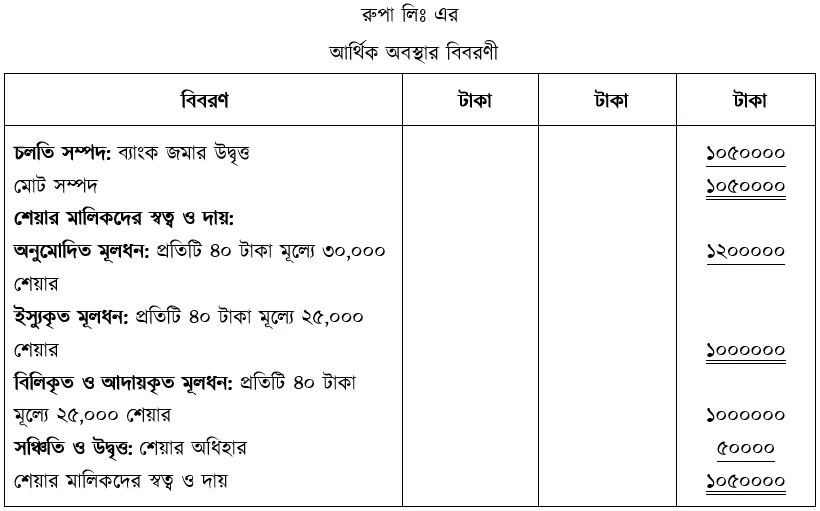 রুপা লিঃ এর
আর্থিক অবস্থার বিবরণী
বিবরণ টাকা টাকা টাকা
চলতি সম্পদ: ব্যাংক জমার উদ্বৃত্ত ১০৫০০০০
মোট সম্পদ ১০৫০০০০
শেয়ার মালিকদের স্বত্ব ও দায়:
অনুমোদিত মূলধন: প্রতিটি ৪০ টাকা মূল্যে ৩০,০০০ ১২০০০০০
শেয়ার
ইস্যুকৃত মূলধন: প্রতিটি ৪০ টাকা মূল্যে ২৫,০০০
শেয়ার ১০০০০০০
বিলিকৃত ও আদায়কৃত মূলধন: প্রতিটি ৪০ টাকা
মূল্যে ২৫,০০০ শেয়ার ১০০০০০০
সঞ্চিতি ও উদ্বৃত্ত: শেয়ার অধিহার ৫০০০০
শেয়ার মালিকদের স্বত্ব ও দায় ১০৫০০০০